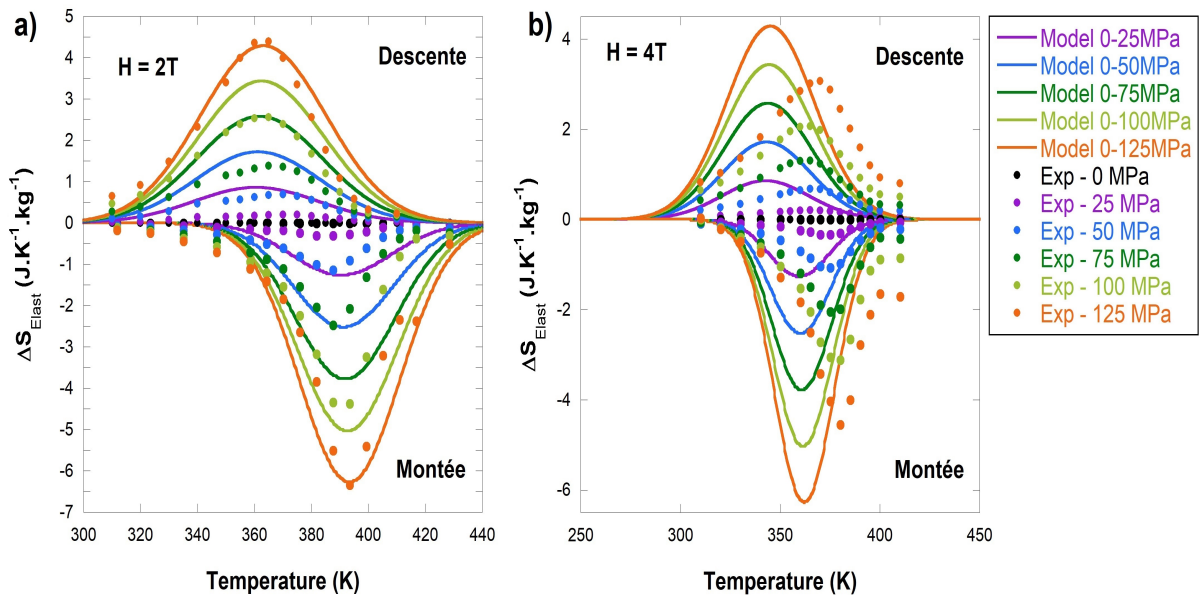 a)
H = 2T
Descente
Montée
5
4
3
2
1
0
-1
-2
-3
-4
-5
-6
-7
300 320 340 360 380 400 420 440
ΔS_Elast (J.K⁻¹.kg⁻¹)
Temperature (K)
b)
H = 4T
Descente
Montée
4
2
0
-2
-4
-6
250 300 350 400 450
ΔS_Elast (J.K⁻¹.kg⁻¹)
Temperature (K)
Model 0-25MPa
Model 0-50MPa
Model 0-75MPa
Model 0-100MPa
Model 0-125MPa
Exp - 0 MPa
Exp - 25 MPa
Exp - 50 MPa
Exp - 75 MPa
Exp - 100 MPa
Exp - 125 MPa